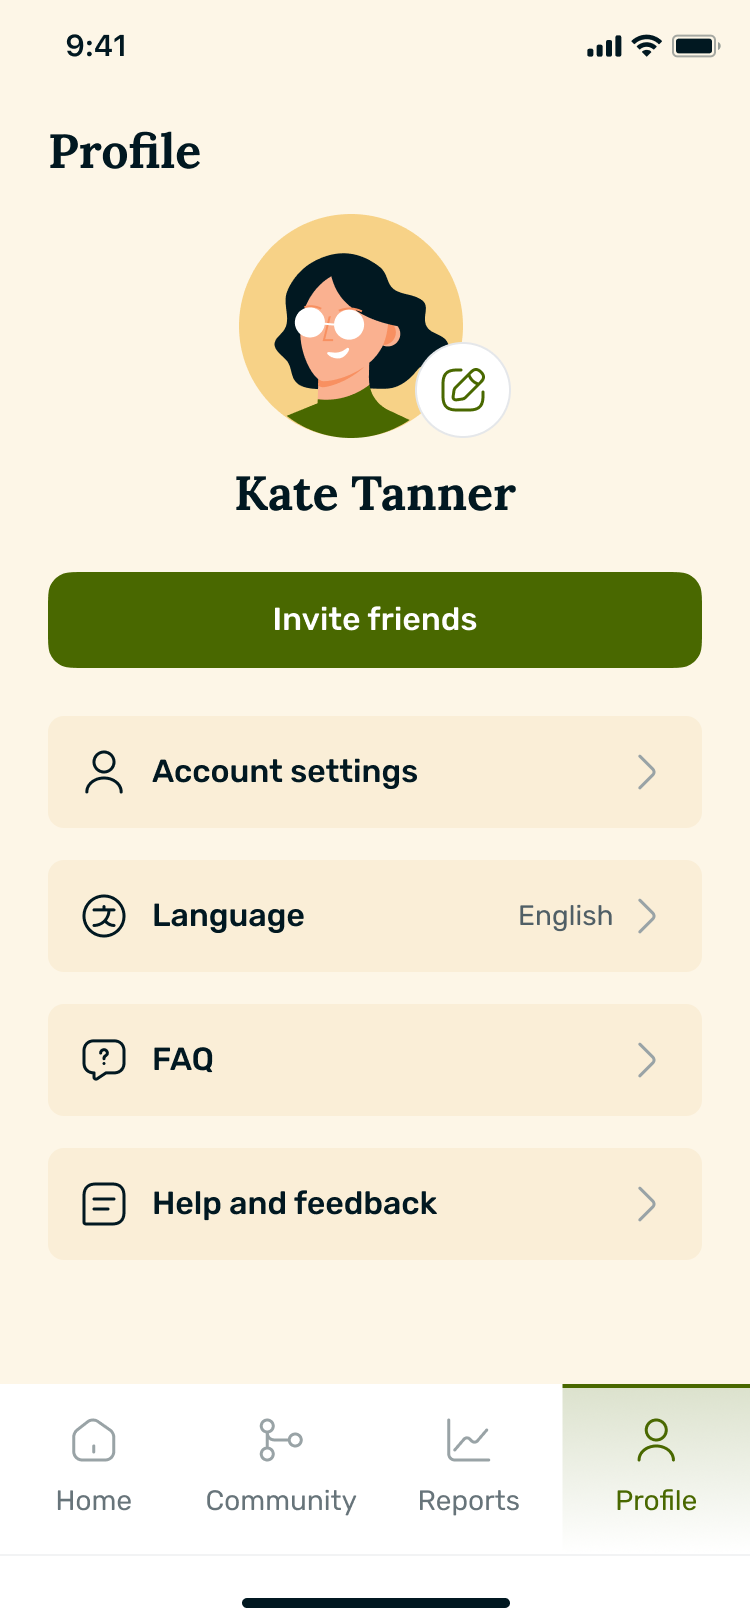 9:41
Profile
Kate Tanner
Invite friends
Account settings
Language English
FAQ
Help and feedback
Home Community Reports Profile